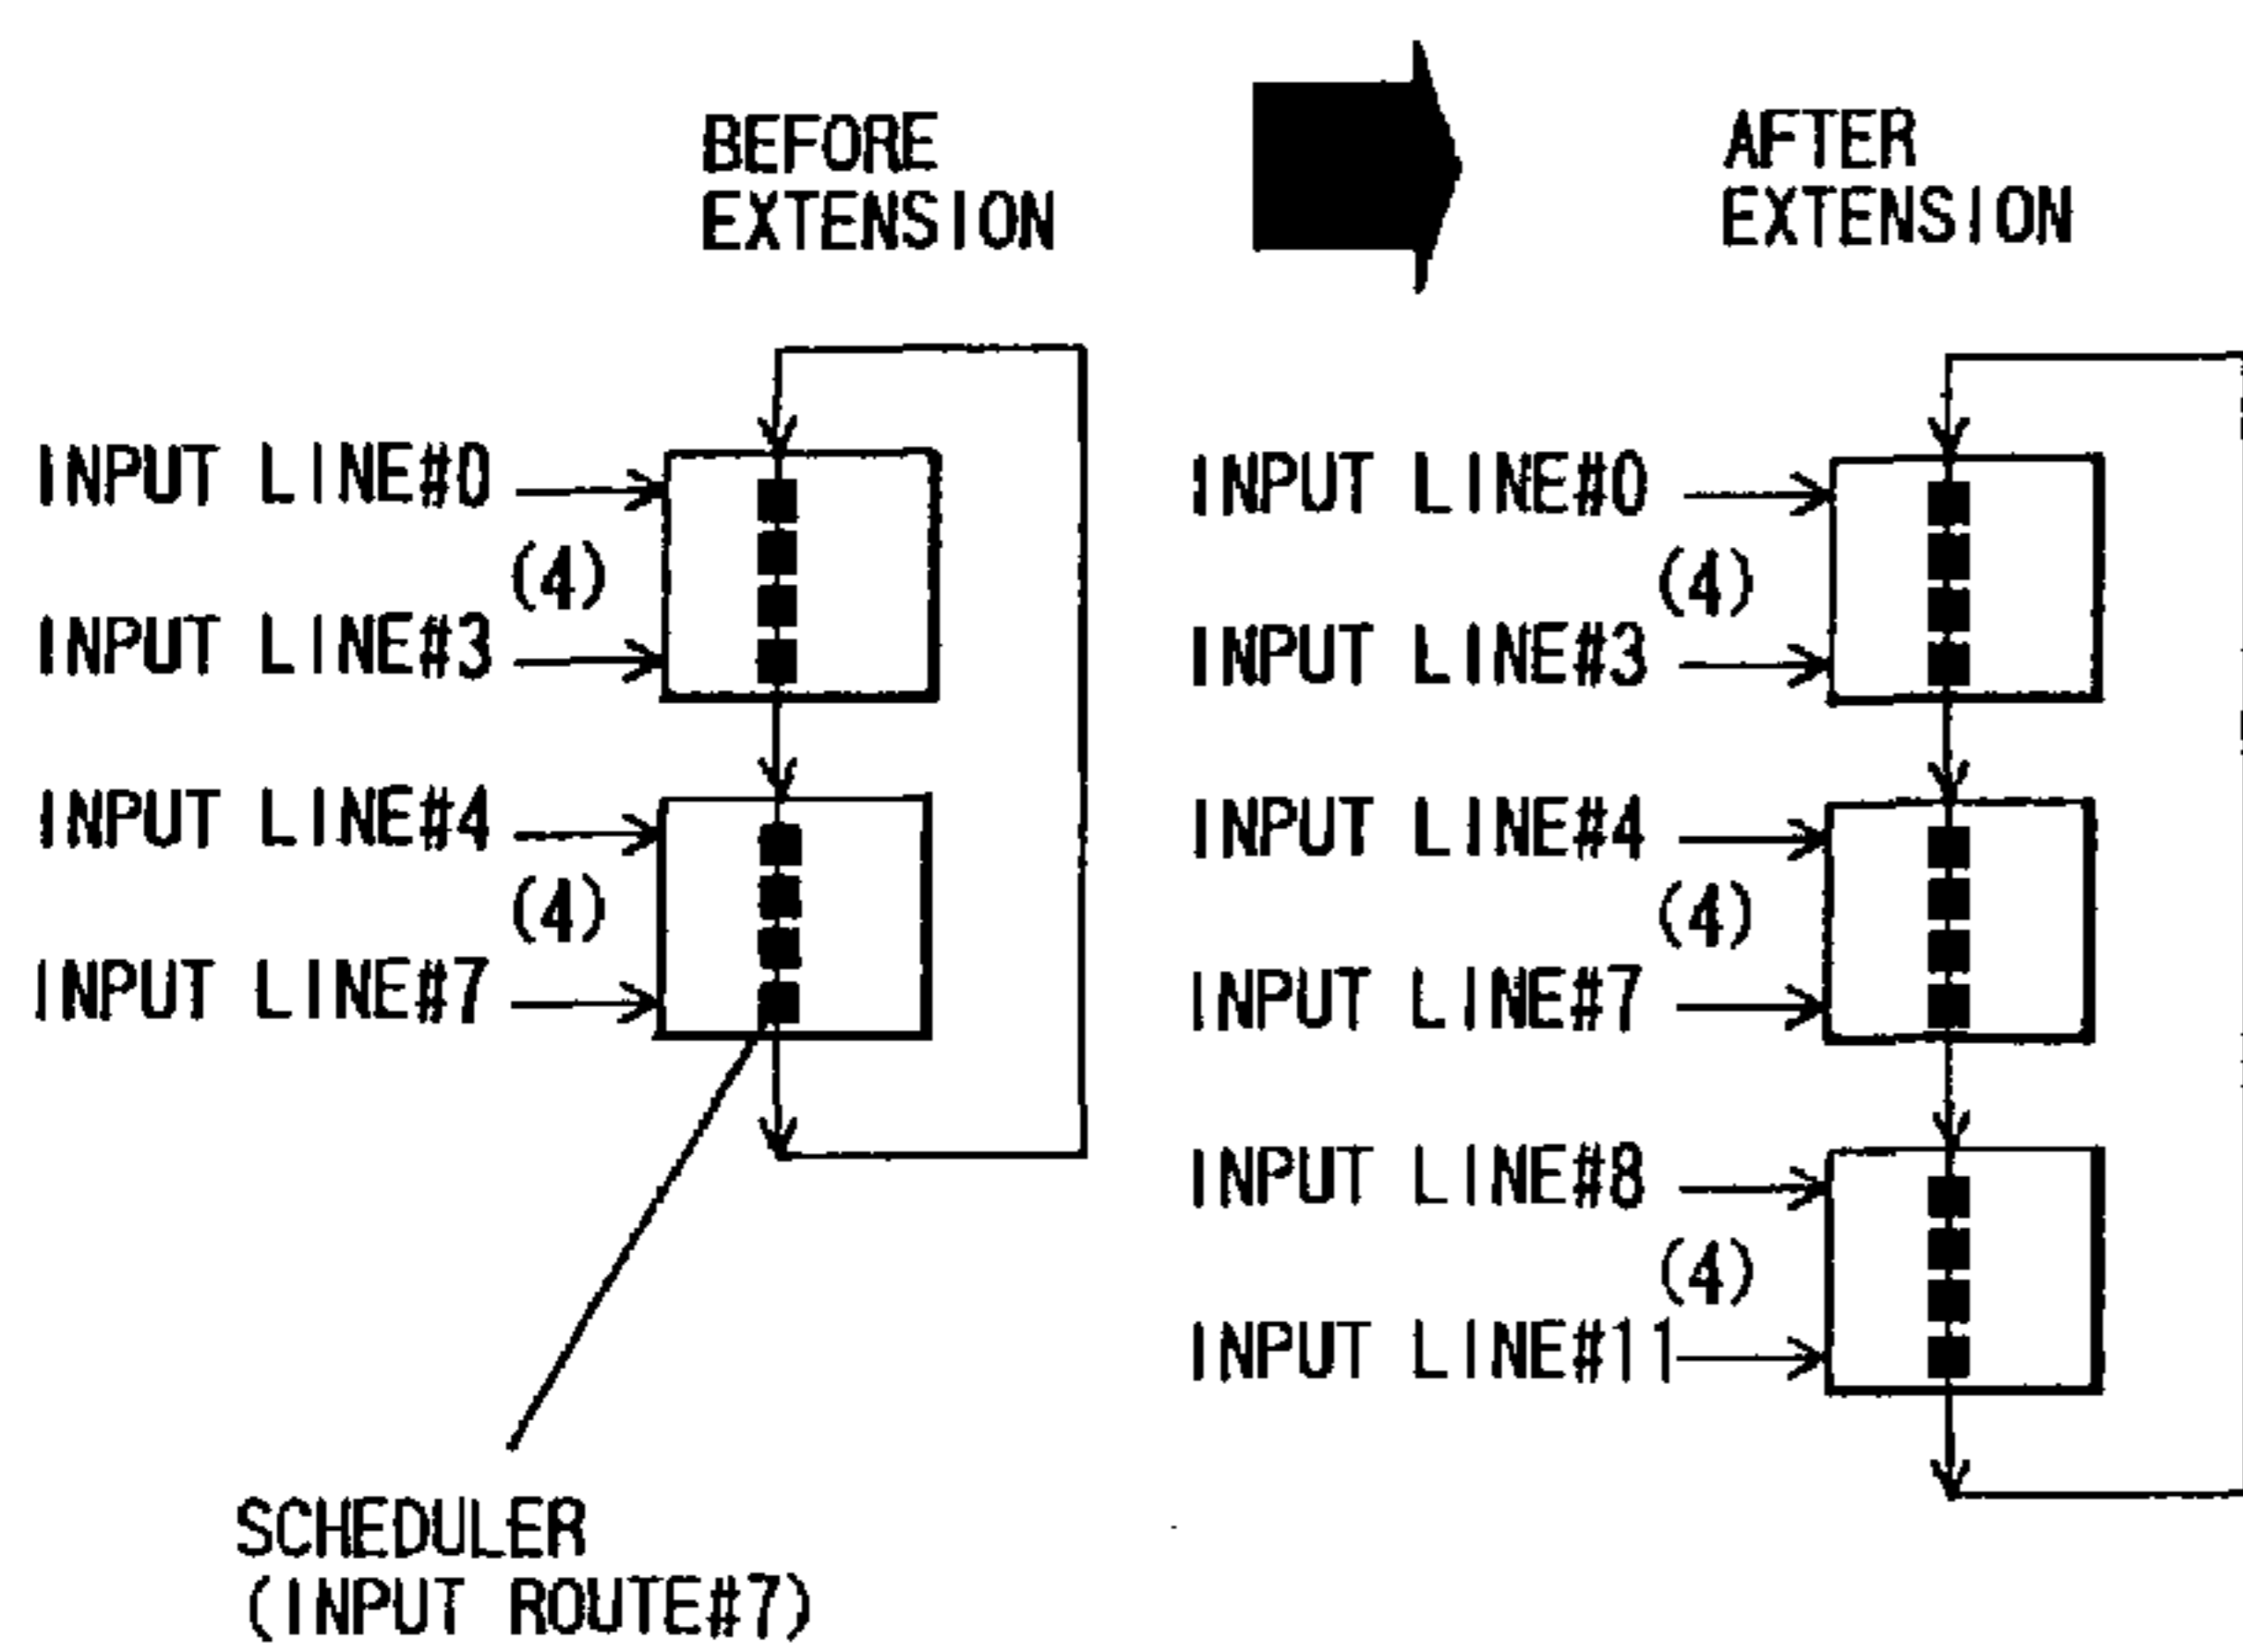 BEFORE
EXTENSION
AFTER
EXTENSION
INPUT LINE#0
(4)
INPUT LINE#3
INPUT LINE#4
(4)
INPUT LINE#7
SCHEDULER
(INPUT ROUTE#7)
INPUT LINE#0
(4)
INPUT LINE#3
INPUT LINE#4
(4)
INPUT LINE#7
INPUT LINE#8
(4)
INPUT LINE#11